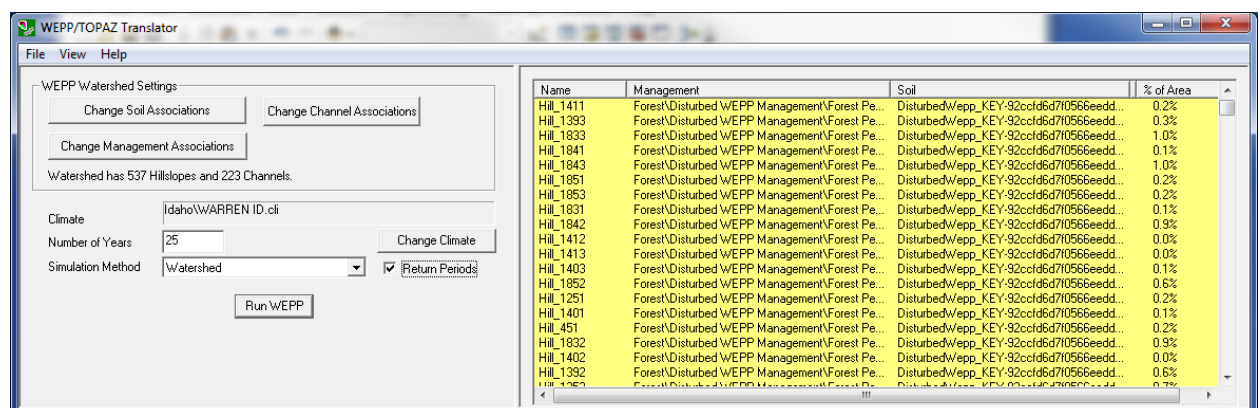 WEPP/TOPAZ Translator
File View Help
WEPP Watershed Settings
Change Soil Associations
Change Channel Associations
Change Management Associations
Watershed has 537 Hillslopes and 223 Channels.
Climate
Idaho\WARREN ID.cli
Number of Years
25
Change Climate
Simulation Method
Watershed
Return Periods
Run WEPP
Name Management Soil % of Area
Hill_1411 Forest\Disturbed WEPP Management\Forest Pe... DisturbedWepp_KEY-92ccfd6d7f0566eedd... 0.2%
Hill_1393 Forest\Disturbed WEPP Management\Forest Pe... DisturbedWepp_KEY-92ccfd6d7f0566eedd... 0.3%
Hill_1833 Forest\Disturbed WEPP Management\Forest Pe... DisturbedWepp_KEY-92ccfd6d7f0566eedd... 1.0%
Hill_1841 Forest\Disturbed WEPP Management\Forest Pe... DisturbedWepp_KEY-92ccfd6d7f0566eedd... 0.1%
Hill_1843 Forest\Disturbed WEPP Management\Forest Pe... DisturbedWepp_KEY-92ccfd6d7f0566eedd... 1.0%
Hill_1851 Forest\Disturbed WEPP Management\Forest Pe... DisturbedWepp_KEY-92ccfd6d7f0566eedd... 0.2%
Hill_1853 Forest\Disturbed WEPP Management\Forest Pe... DisturbedWepp_KEY-92ccfd6d7f0566eedd... 0.2%
Hill_1831 Forest\Disturbed WEPP Management\Forest Pe... DisturbedWepp_KEY-92ccfd6d7f0566eedd... 0.1%
Hill_1842 Forest\Disturbed WEPP Management\Forest Pe... DisturbedWepp_KEY-92ccfd6d7f0566eedd... 0.9%
Hill_1412 Forest\Disturbed WEPP Management\Forest Pe... DisturbedWepp_KEY-92ccfd6d7f0566eedd... 0.0%
Hill_1413 Forest\Disturbed WEPP Management\Forest Pe... DisturbedWepp_KEY-92ccfd6d7f0566eedd... 0.0%
Hill_1403 Forest\Disturbed WEPP Management\Forest Pe... DisturbedWepp_KEY-92ccfd6d7f0566eedd... 0.1%
Hill_1852 Forest\Disturbed WEPP Management\Forest Pe... DisturbedWepp_KEY-92ccfd6d7f0566eedd... 0.6%
Hill_1251 Forest\Disturbed WEPP Management\Forest Pe... DisturbedWepp_KEY-92ccfd6d7f0566eedd... 0.2%
Hill_1401 Forest\Disturbed WEPP Management\Forest Pe... DisturbedWepp_KEY-92ccfd6d7f0566eedd... 0.1%
Hill_451 Forest\Disturbed WEPP Management\Forest Pe... DisturbedWepp_KEY-92ccfd6d7f0566eedd... 0.2%
Hill_1832 Forest\Disturbed WEPP Management\Forest Pe... DisturbedWepp_KEY-92ccfd6d7f0566eedd... 0.9%
Hill_1402 Forest\Disturbed WEPP Management\Forest Pe... DisturbedWepp_KEY-92ccfd6d7f0566eedd... 0.0%
Hill_1392 Forest\Disturbed WEPP Management\Forest Pe... DisturbedWepp_KEY-92ccfd6d7f0566eedd... 0.6%